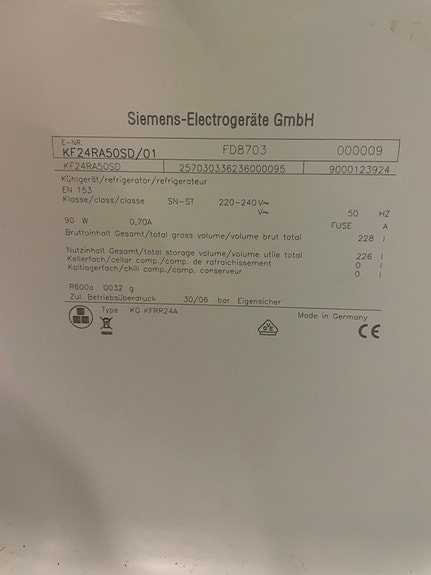 Siemens-Electrogeräte GmbH
E-NR.
KF24RA50SD/01 FD8703 000009
KF24RA50SD 257030336236000095 9000123924
Kühlgerät/refrigerator/refrigerateur
EN 153
Klasse/class/classe SN-ST 220-240 V~ 50 HZ
V~ FUSE A
90 W 0,70A
Bruttoinhalt Gesamt/total gross volume/volume brut total 228 l
Nutzinhalt Gesamt/total storage volume/volume utile total 226 l
Kellerfach/cellar comp./comp. de rafraichissement 0 l
Kaltlagerfach/chill comp./comp. conserveur 0 l
R600a 0032 g
Zul. Betriebsüberdruck 30/06 bar Eigensicher
Type KG KFRR24A Made in Germany
CE